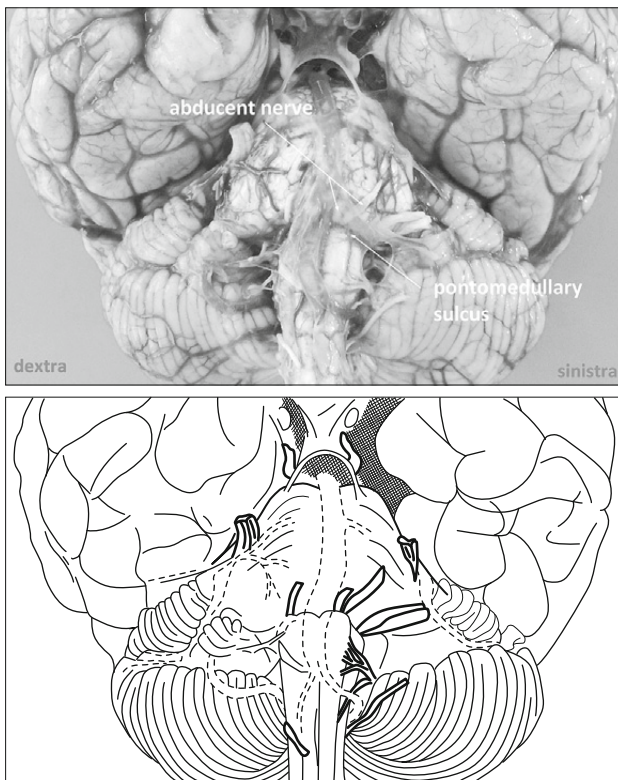 abducent nerve
pontomedullary
sulcus
dextra
sinistra